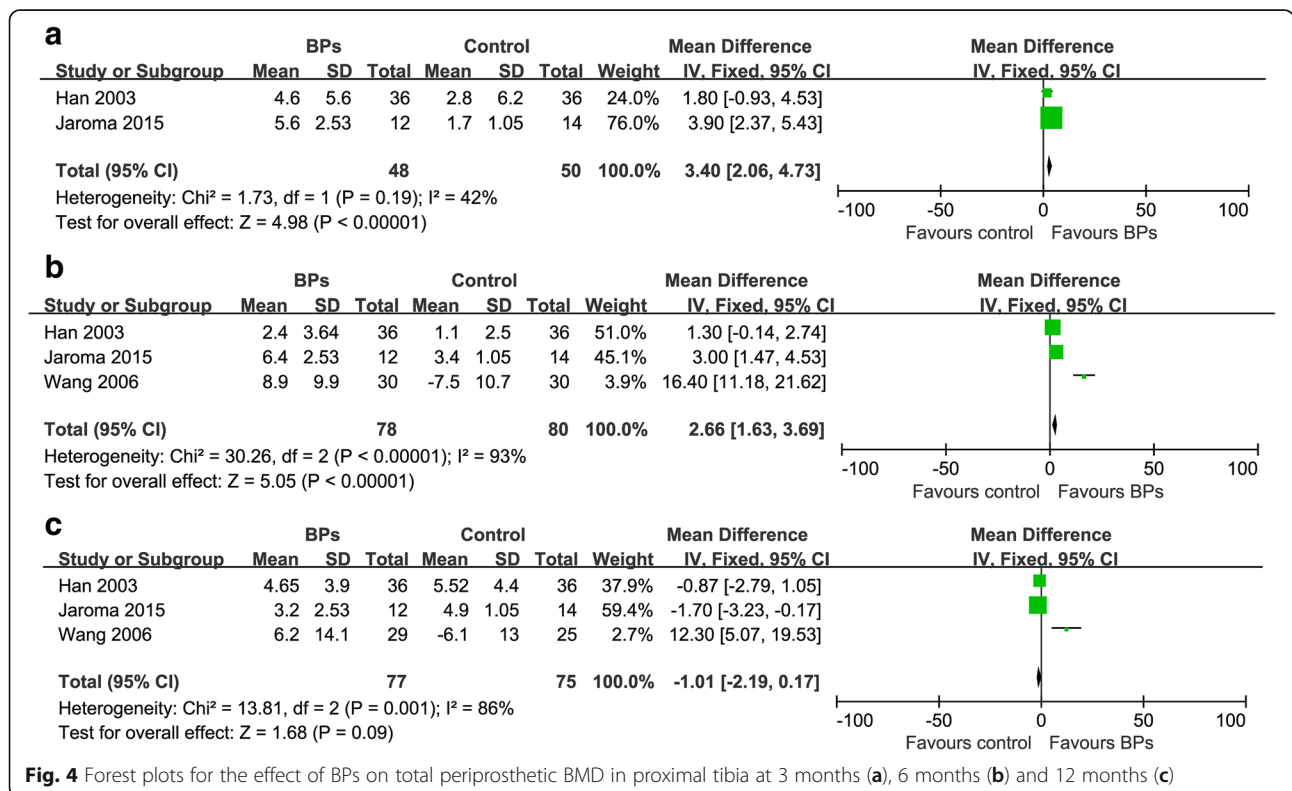 a
BPs Control Mean Difference Mean Difference
Study or Subgroup Mean SD Total Mean SD Total Weight IV, Fixed, 95% CI IV, Fixed, 95% CI
Han 2003 4.6 5.6 36 2.8 6.2 36 24.0% 1.80 [-0.93, 4.53]
Jaroma 2015 5.6 2.53 12 1.7 1.05 14 76.0% 3.90 [2.37, 5.43]
Total (95% CI) 48 50 100.0% 3.40 [2.06, 4.73]
Heterogeneity: Chi² = 1.73, df = 1 (P = 0.19); I² = 42%
Test for overall effect: Z = 4.98 (P < 0.00001)
-100 -50 0 50 100
Favours control Favours BPs
b
BPs Control Mean Difference Mean Difference
Study or Subgroup Mean SD Total Mean SD Total Weight IV, Fixed, 95% CI IV, Fixed, 95% CI
Han 2003 2.4 3.64 36 1.1 2.5 36 51.0% 1.30 [-0.14, 2.74]
Jaroma 2015 6.4 2.53 12 3.4 1.05 14 45.1% 3.00 [1.47, 4.53]
Wang 2006 8.9 9.9 30 -7.5 10.7 30 3.9% 16.40 [11.18, 21.62]
Total (95% CI) 78 80 100.0% 2.66 [1.63, 3.69]
Heterogeneity: Chi² = 30.26, df = 2 (P < 0.00001); I² = 93%
Test for overall effect: Z = 5.05 (P < 0.00001)
-100 -50 0 50 100
Favours control Favours BPs
c
BPs Control Mean Difference Mean Difference
Study or Subgroup Mean SD Total Mean SD Total Weight IV, Fixed, 95% CI IV, Fixed, 95% CI
Han 2003 4.65 3.9 36 5.52 4.4 36 37.9% -0.87 [-2.79, 1.05]
Jaroma 2015 3.2 2.53 12 4.9 1.05 14 59.4% -1.70 [-3.23, -0.17]
Wang 2006 6.2 14.1 29 -6.1 13 25 2.7% 12.30 [5.07, 19.53]
Total (95% CI) 77 75 100.0% -1.01 [-2.19, 0.17]
Heterogeneity: Chi² = 13.81, df = 2 (P = 0.001); I² = 86%
Test for overall effect: Z = 1.68 (P = 0.09)
-100 -50 0 50 100
Favours control Favours BPs
Fig. 4 Forest plots for the effect of BPs on total periprosthetic BMD in proximal tibia at 3 months (a), 6 months (b) and 12 months (c)